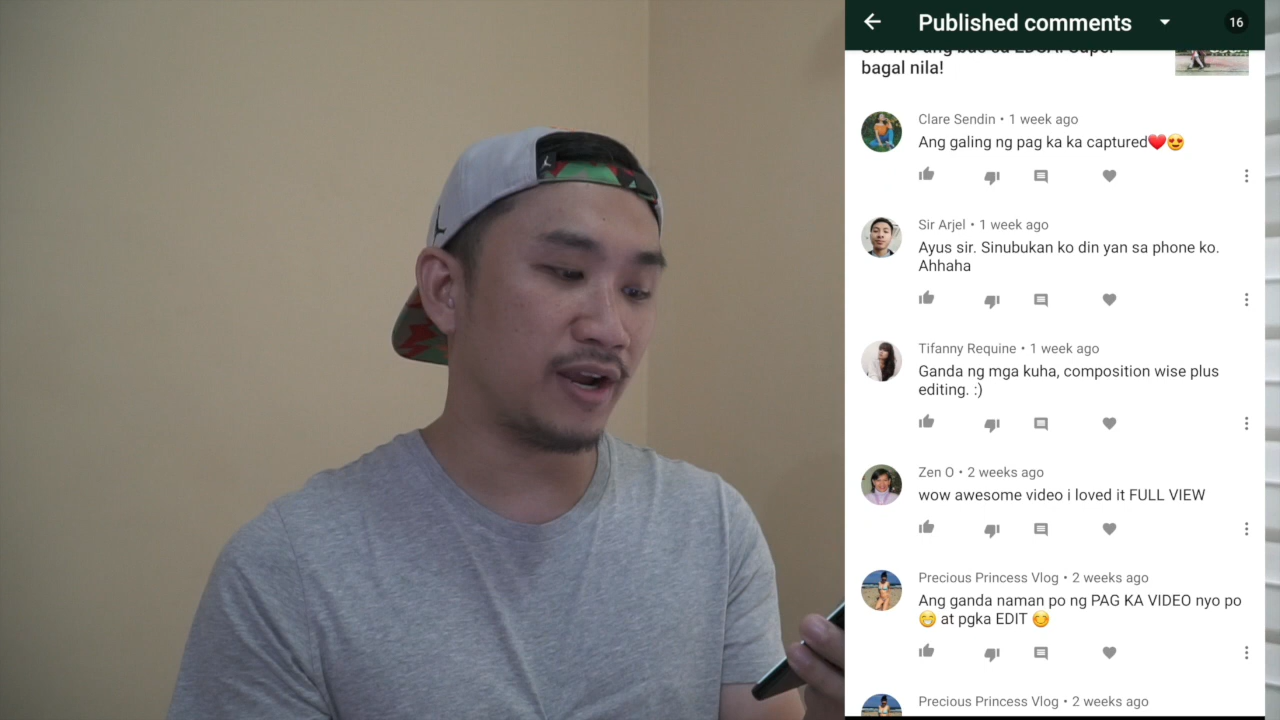 Published comments
16
bagal nila!
Clare Sendin • 1 week ago
Ang galing ng pag ka ka captured❤️😍
Sir Arjel • 1 week ago
Ayus sir. Sinubukan ko din yan sa phone ko.
Ahhaha
Tifanny Requine • 1 week ago
Ganda ng mga kuha, composition wise plus
editing. :)
Zen O • 2 weeks ago
wow awesome video i loved it FULL VIEW
Precious Princess Vlog • 2 weeks ago
Ang ganda naman po ng PAG KA VIDEO nyo po
😁 at pgka EDIT 😊
Precious Princess Vlog • 2 weeks ago